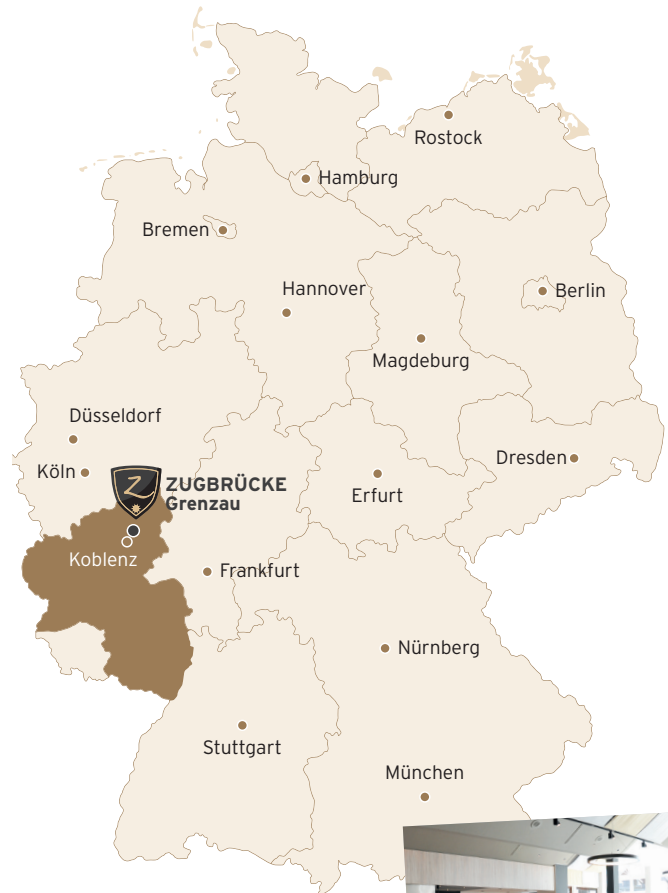 Rostock
Hamburg
Bremen
Hannover
Berlin
Magdeburg
Düsseldorf
Köln
Z
ZUGBRÜCKE
Grenzau
Erfurt
Dresden
Koblenz
Frankfurt
Nürnberg
Stuttgart
München